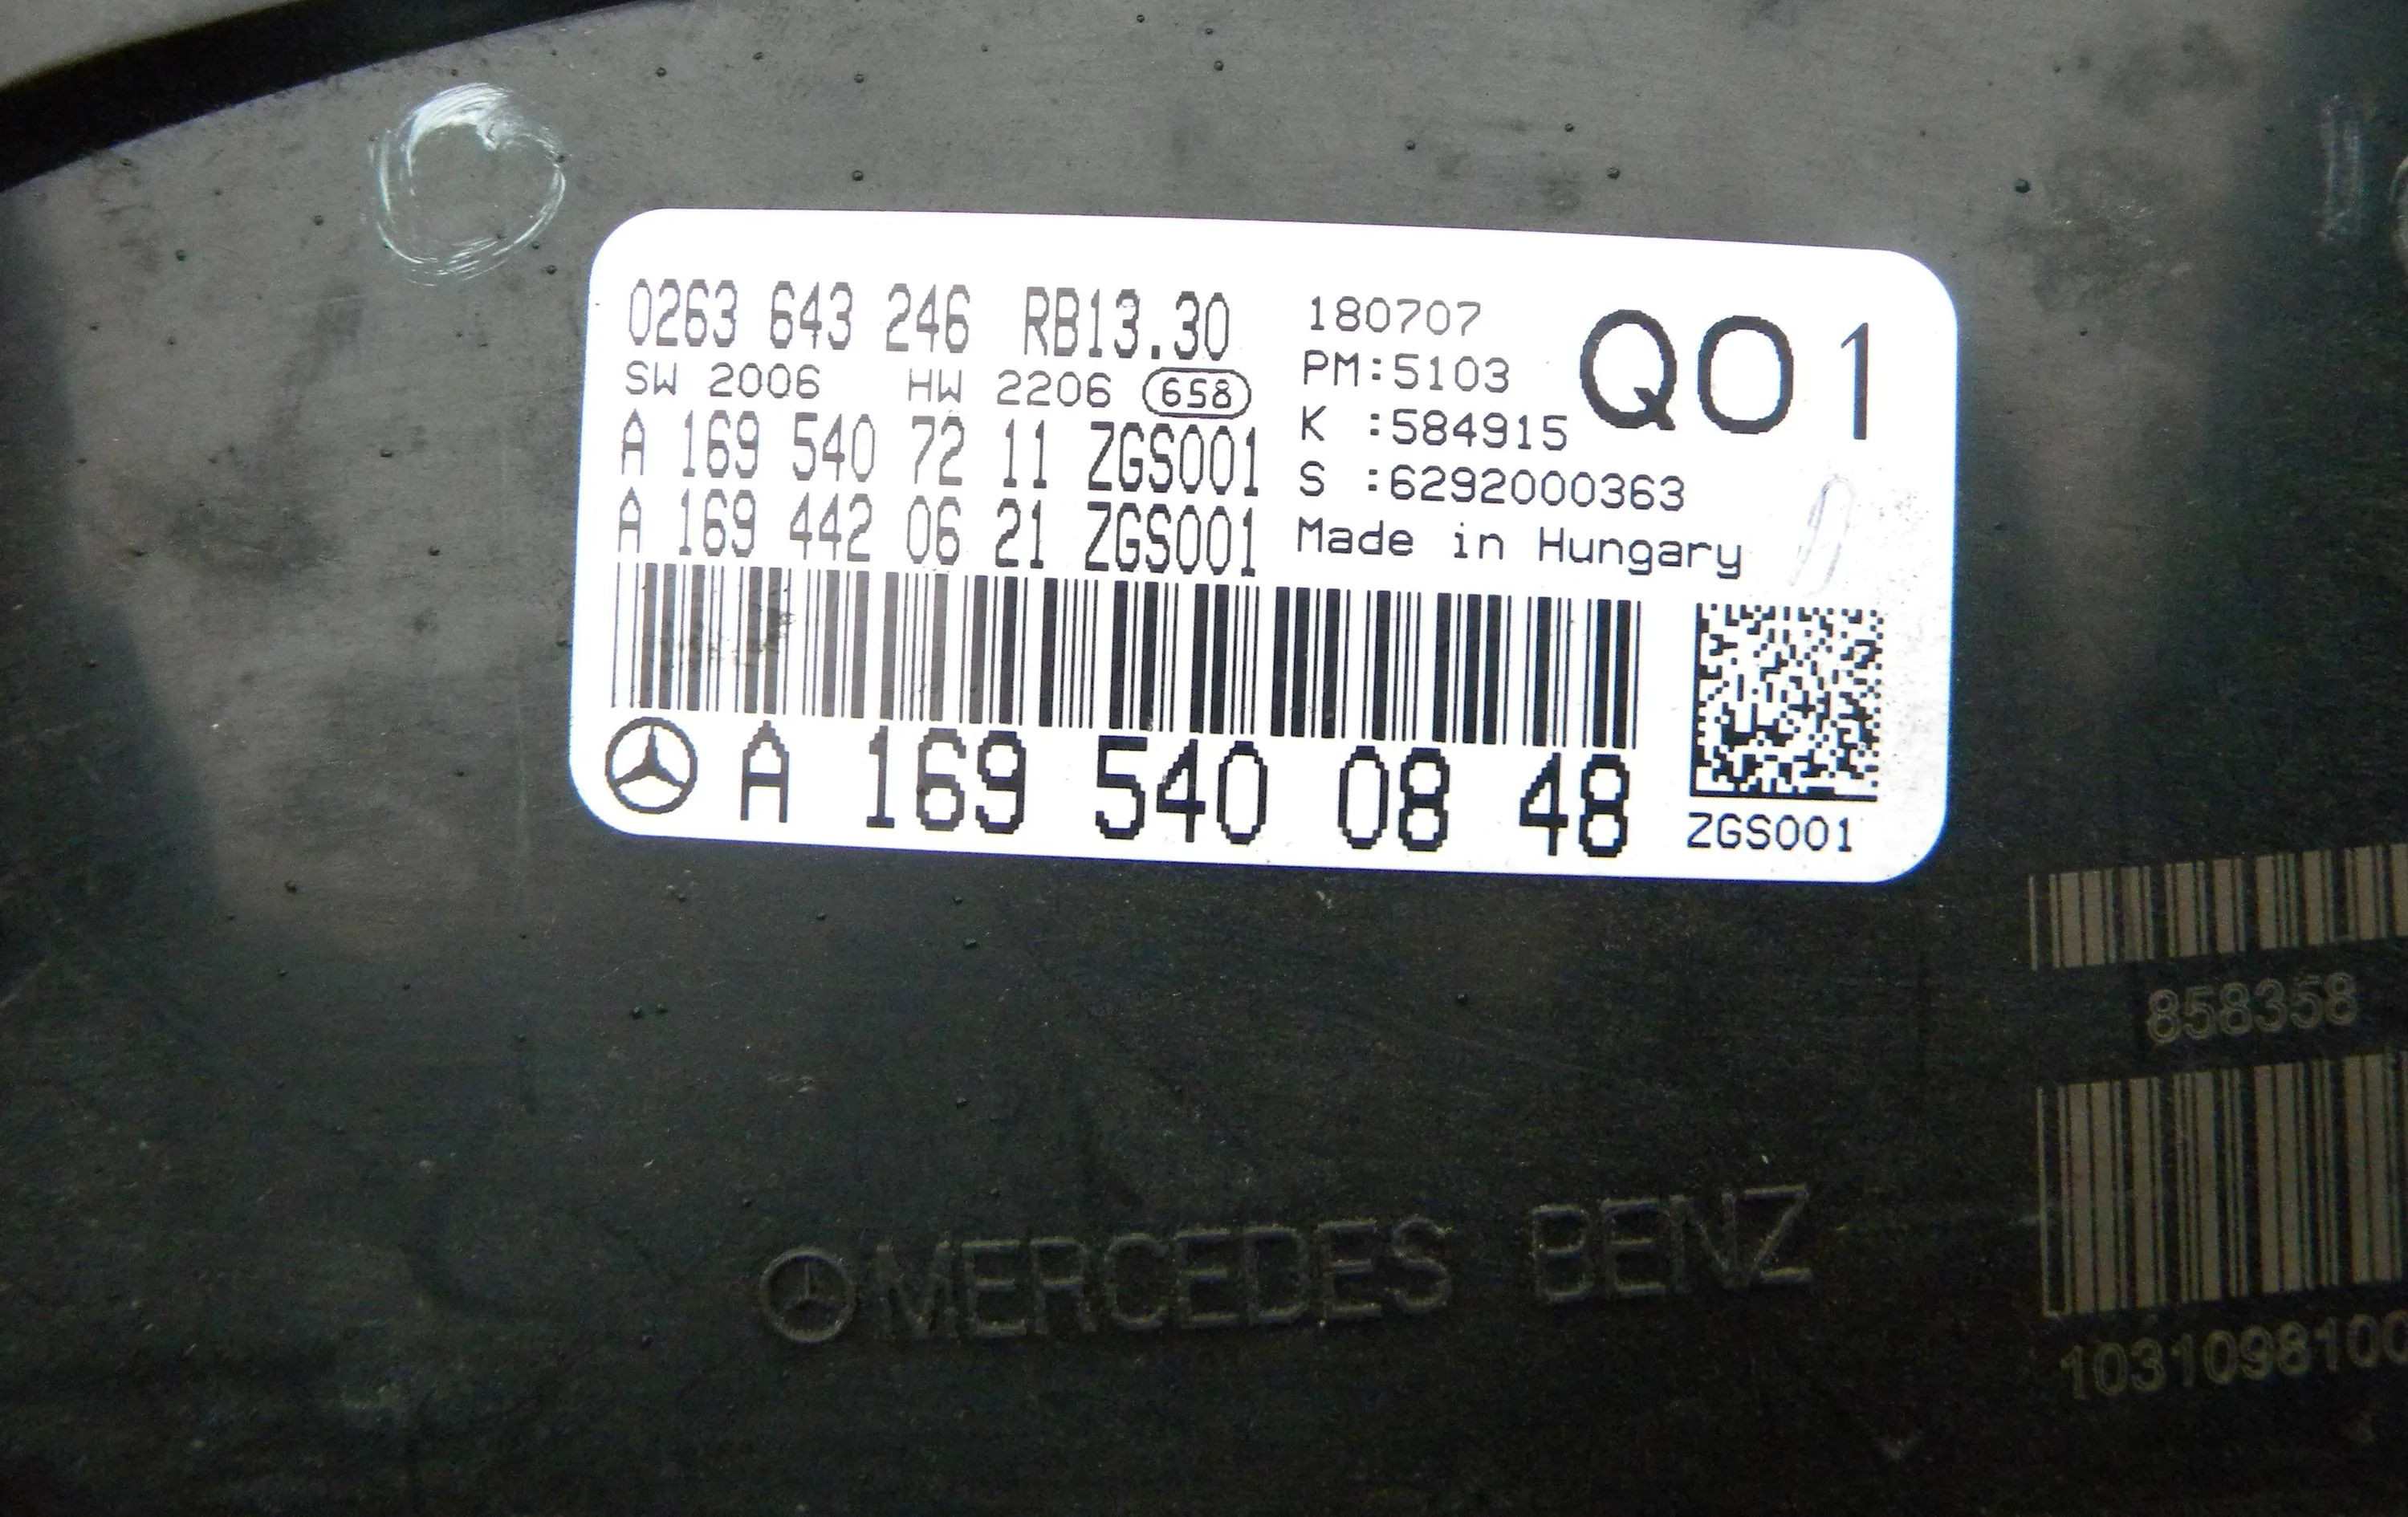 0263 643 246 RB13.30
SW 2006 HW 2206 658
A 169 540 72 11 ZGS001
A 169 442 06 21 ZGS001
180707
PM:5103
K :584915
S :6292000363
Made in Hungary
Q01
A 169 540 08 48
ZGS001
858358
1031098100
MERCEDES BENZ